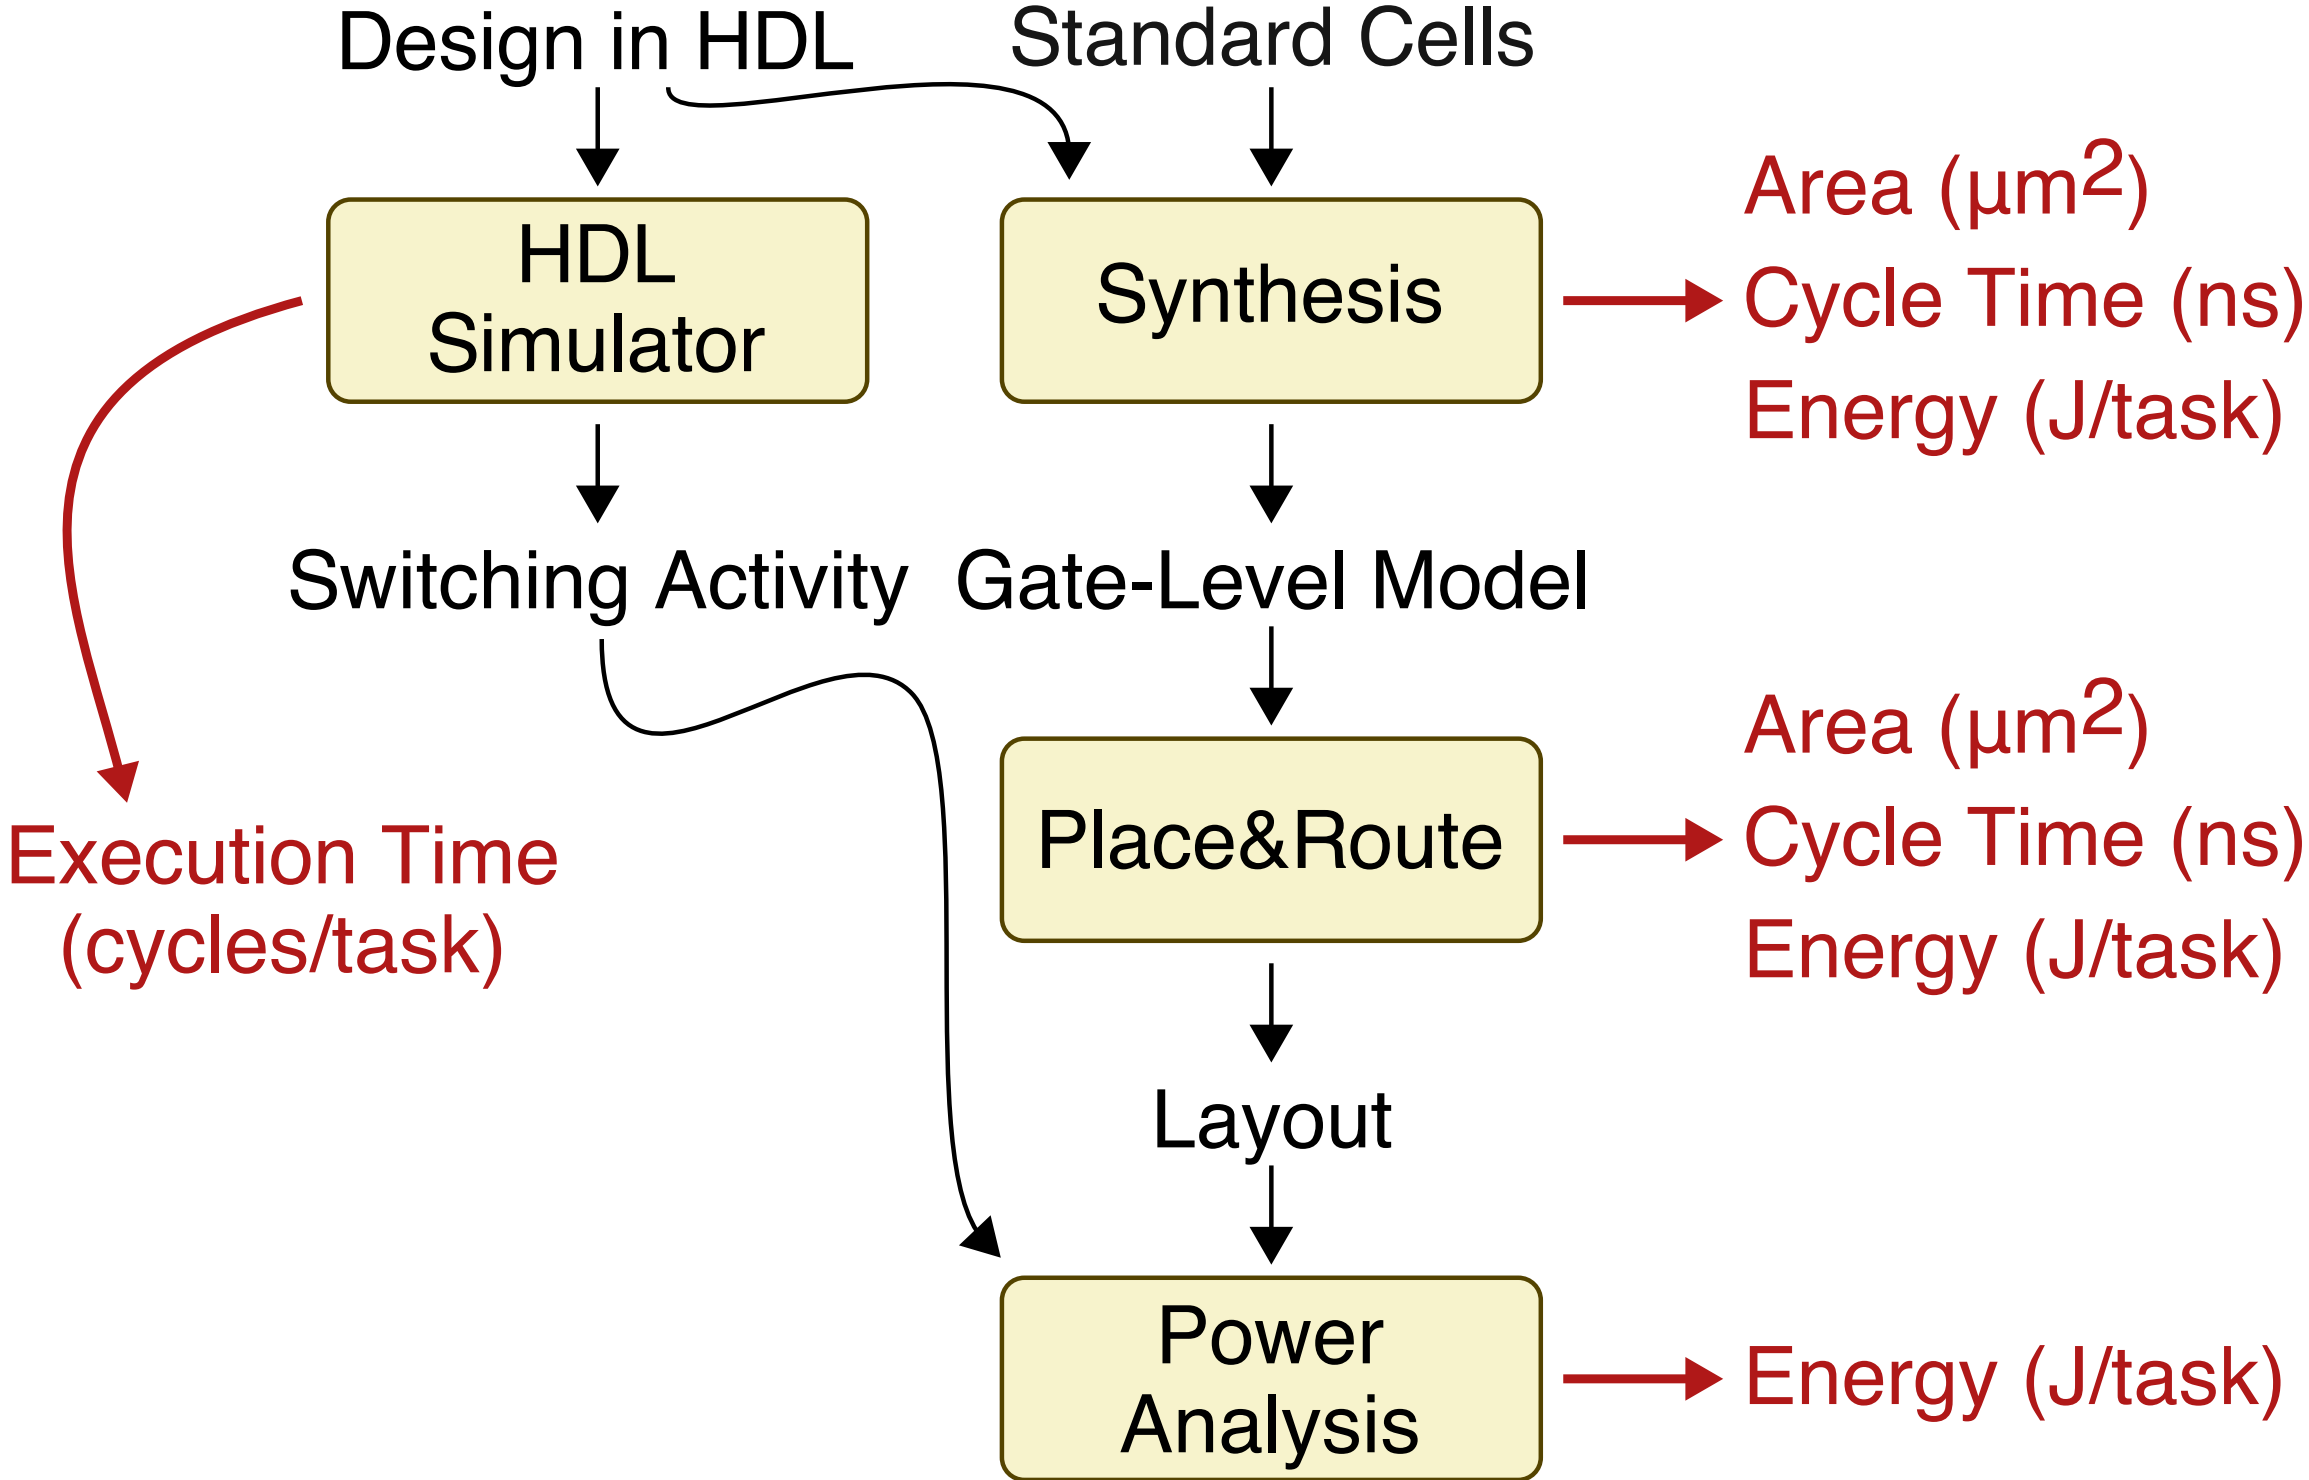 Design in HDL
Standard Cells
HDL
Simulator
Synthesis
Area (µm²)
Cycle Time (ns)
Energy (J/task)
Switching Activity
Gate-Level Model
Execution Time
(cycles/task)
Place&Route
Area (µm²)
Cycle Time (ns)
Energy (J/task)
Layout
Power
Analysis
Energy (J/task)